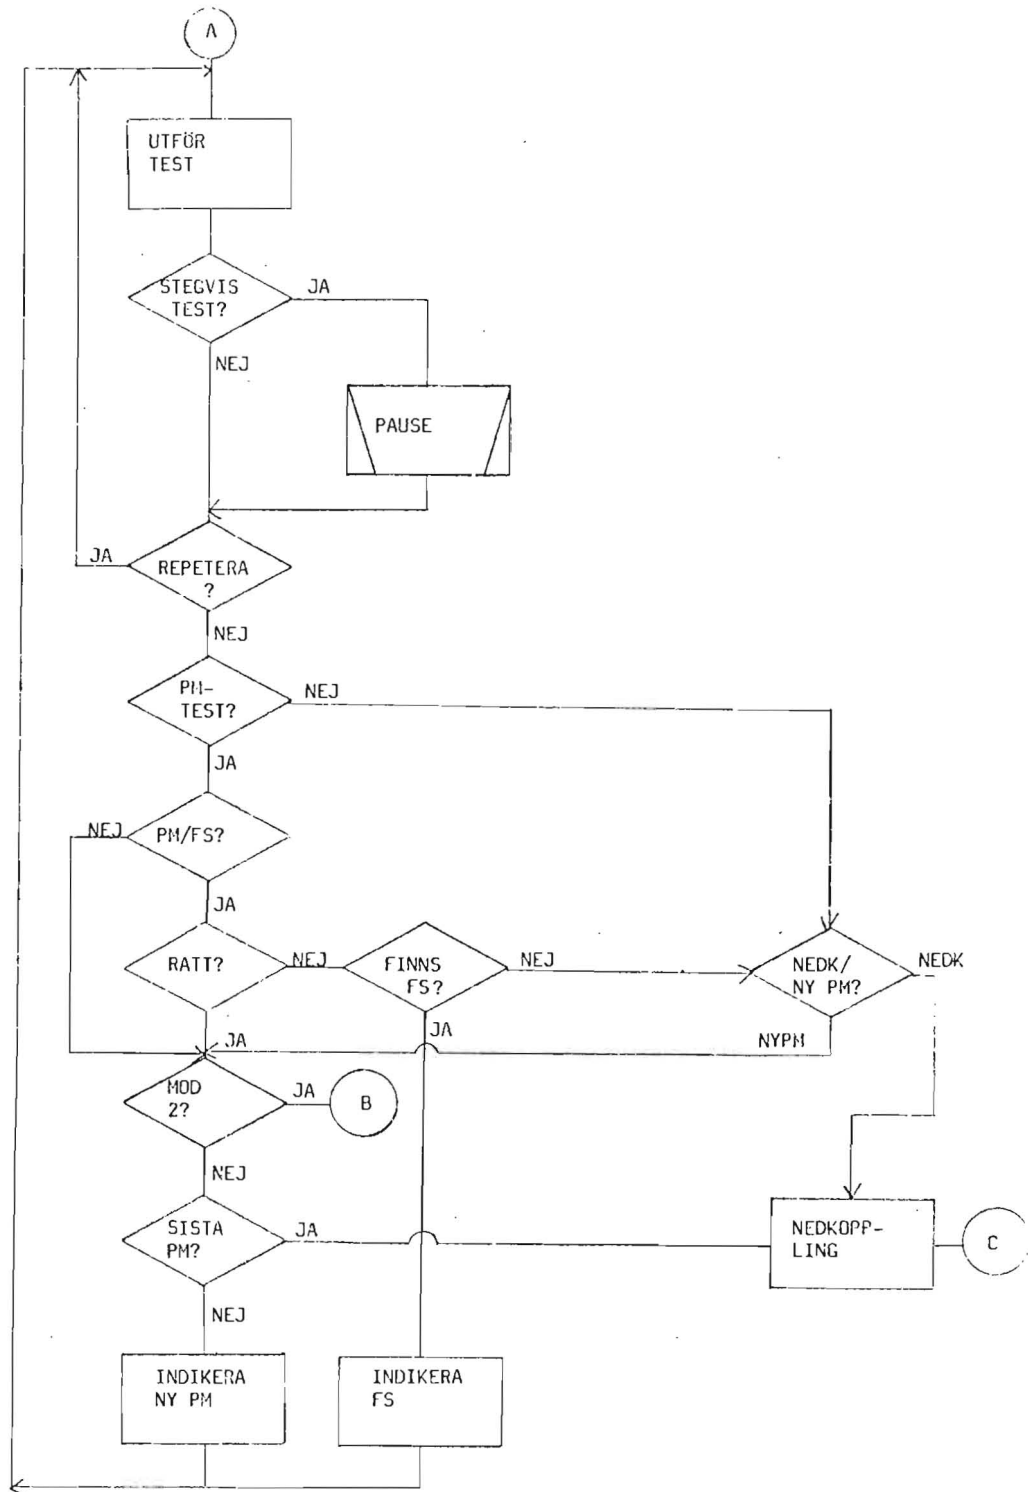 A
UTFÖR
TEST
STEGVIS
TEST?
JA
NEJ
PAUSE
JA
REPETERA
?
NEJ
PM-
TEST?
NEJ
JA
NEJ
PM/FS?
JA
RATT?
NEJ
FINNS
FS?
NEJ
NEDK/
NY PM?
NEDK
JA
JA
NYPM
MOD
2?
JA
B
NEJ
SISTA
PM?
JA
NEDKOPP-
LING
C
NEJ
INDIKERA
NY PM
INDIKERA
FS